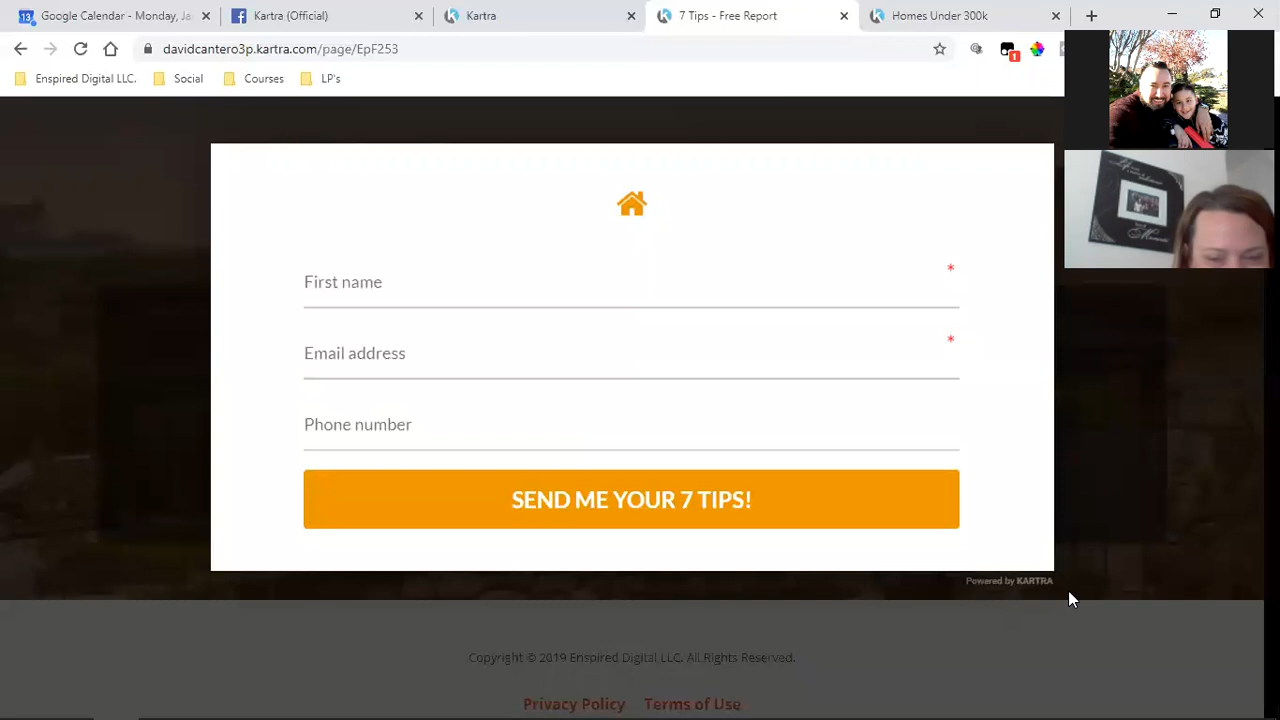 Google Calendar - Monday, Ja
Kartra (Official)
Kartra
7 Tips - Free Report
Homes Under 300k
davidcantero3p.kartra.com/page/EpF253
1
Enspired Digital LLC.
Social
Courses
LP's
First name *
Email address *
Phone number
SEND ME YOUR 7 TIPS!
Powered by KARTRA
Copyright © 2019 Enspired Digital LLC. All Rights Reserved.
Privacy Policy Terms of Use